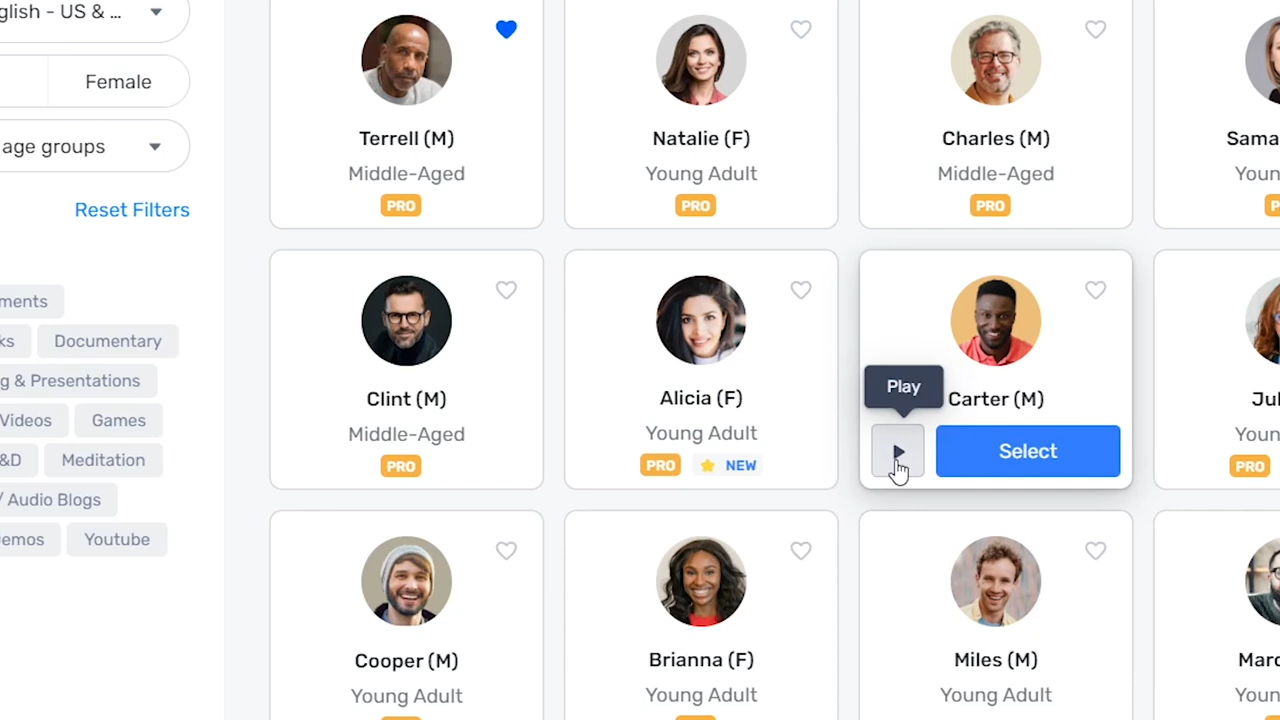 glish - US & ...
Female
age groups
Reset Filters
ments
ks
Documentary
g & Presentations
Videos
Games
&D
Meditation
/ Audio Blogs
emos
Youtube
Terrell (M)
Middle-Aged
PRO
Natalie (F)
Young Adult
PRO
Charles (M)
Middle-Aged
PRO
Sama
Youn
P
Clint (M)
Middle-Aged
PRO
Alicia (F)
Young Adult
PRO NEW
Play
Carter (M)
Select
Jul
Youn
PRO
Cooper (M)
Young Adult
Brianna (F)
Young Adult
Miles (M)
Young Adult
Marc
Youn